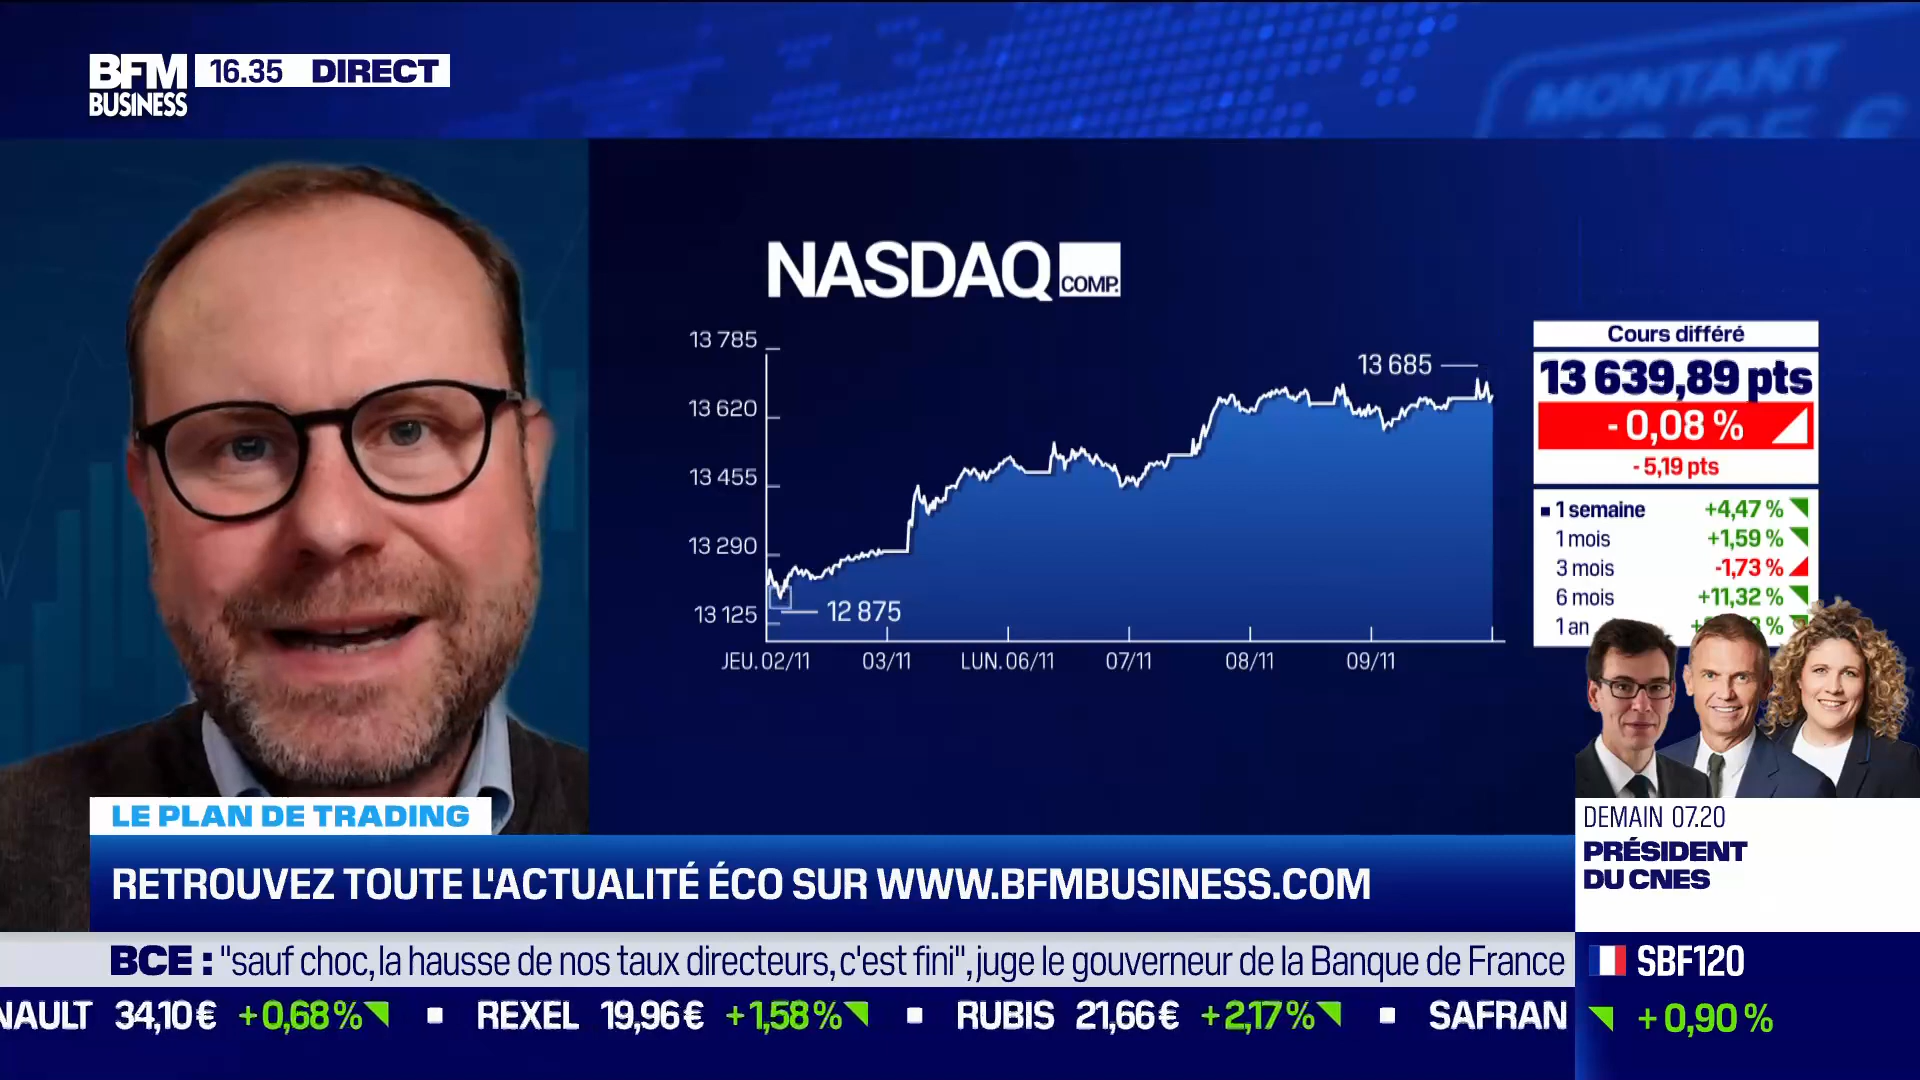 BFM
BUSINESS
16.35 DIRECT
MONTANT
NASDAQ COMP.
13 785
13 620
13 455
13 290
13 125
13 685
12 875
JEU. 02/11 03/11 LUN. 06/11 07/11 08/11 09/11
Cours différé
13 639,89 pts
- 0,08 %
- 5,19 pts
1 semaine +4,47 %
1 mois +1,59 %
3 mois -1,73 %
6 mois +11,32 %
1 an %
LE PLAN DE TRADING
RETROUVEZ TOUTE L'ACTUALITÉ ÉCO SUR WWW.BFMBUSINESS.COM
DEMAIN 07.20
PRÉSIDENT
DU CNES
BCE : "sauf choc, la hausse de nos taux directeurs, c'est fini", juge le gouverneur de la Banque de France
NAULT 34,10€ +0,68% REXEL 19,96€ +1,58% RUBIS 21,66€ +2,17% SAFRAN
SBF120
+ 0,90 %